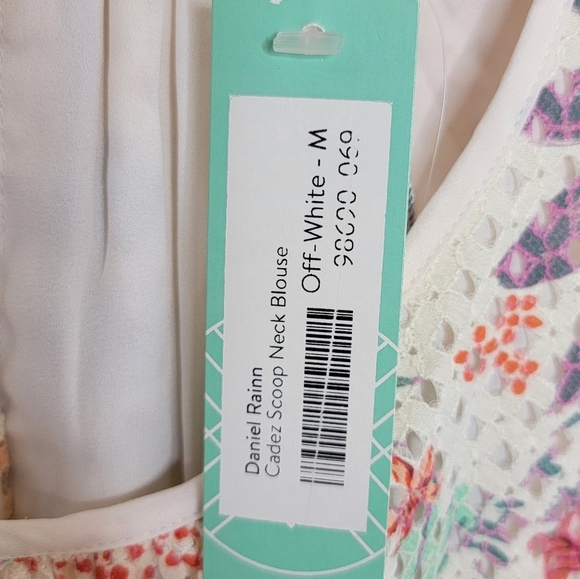 Daniel Rainn
Cadez Scoop Neck Blouse
Off-White - M